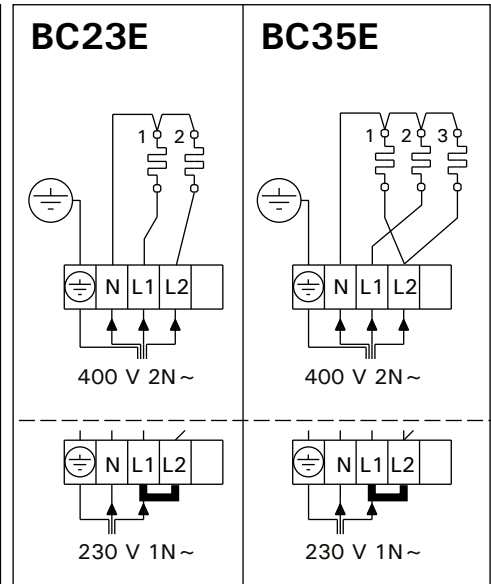 BC23E
1 2
N L1 L2
400 V 2N~
N L1 L2
230 V 1N~
BC35E
1 2 3
N L1 L2
400 V 2N~
N L1 L2
230 V 1N~